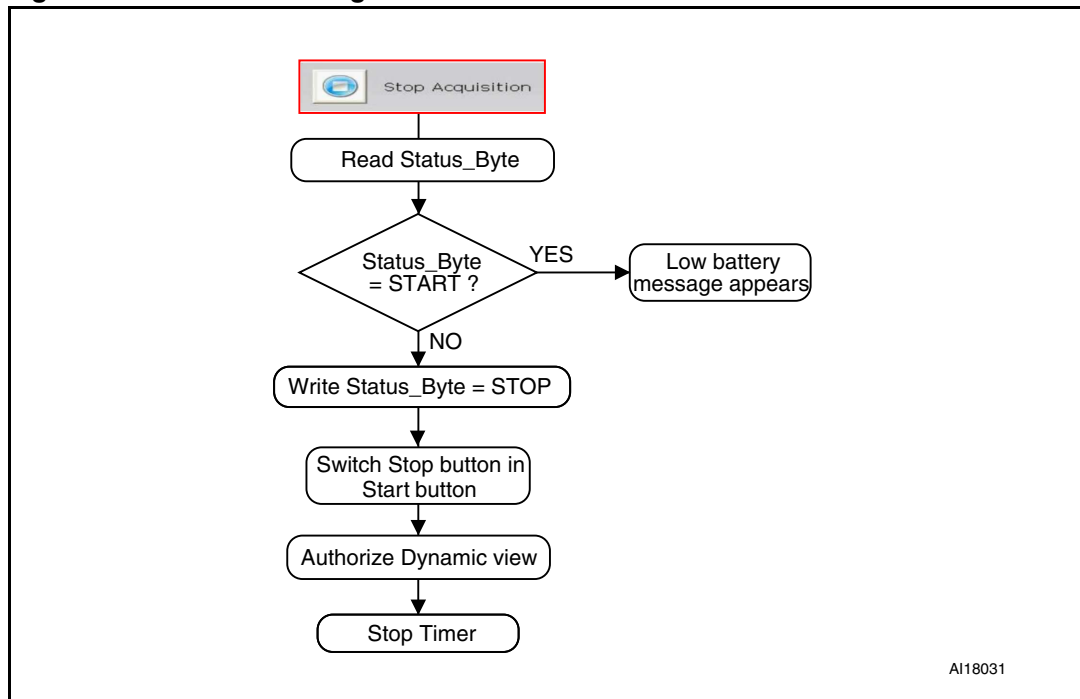 Stop Acquisition
Read Status_Byte
Status_Byte
= START ?
YES
Low battery
message appears
NO
Write Status_Byte = STOP
Switch Stop button in
Start button
Authorize Dynamic view
Stop Timer
AI18031